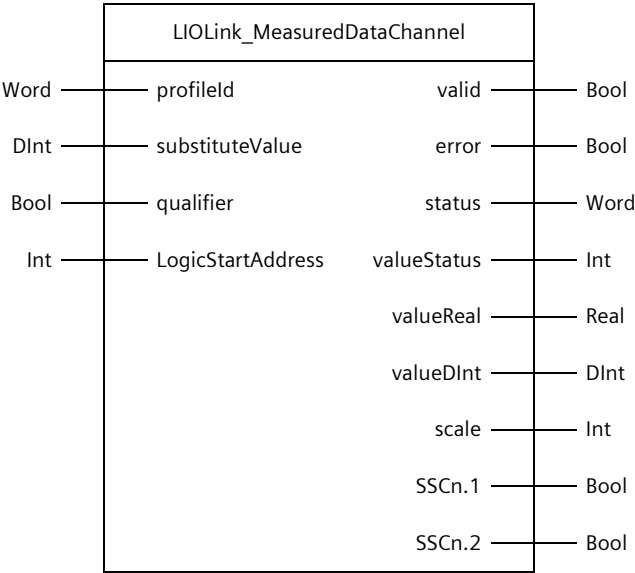 LIOLink_MeasuredDataChannel
Word profileId valid Bool
DInt substituteValue error Bool
Bool qualifier status Word
Int LogicStartAddress valueStatus Int
valueReal Real
valueDInt DInt
scale Int
SSCn.1 Bool
SSCn.2 Bool